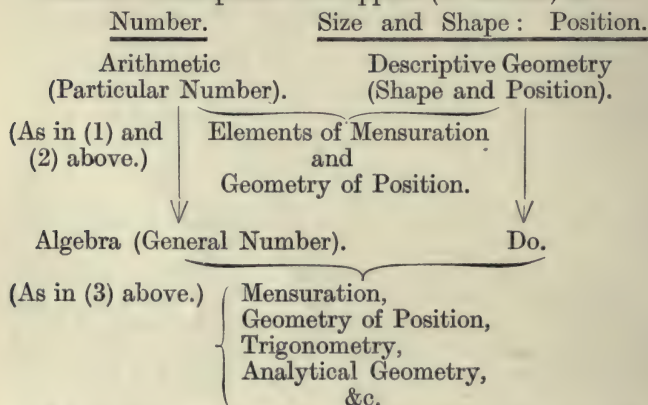 Number. Size and Shape: Position.
Arithmetic Descriptive Geometry
(Particular Number). (Shape and Position).
(As in (1) and Elements of Mensuration
(2) above.) and
Geometry of Position.
Algebra (General Number). Do.
(As in (3) above.) Mensuration,
Geometry of Position,
Trigonometry,
Analytical Geometry,
&c.